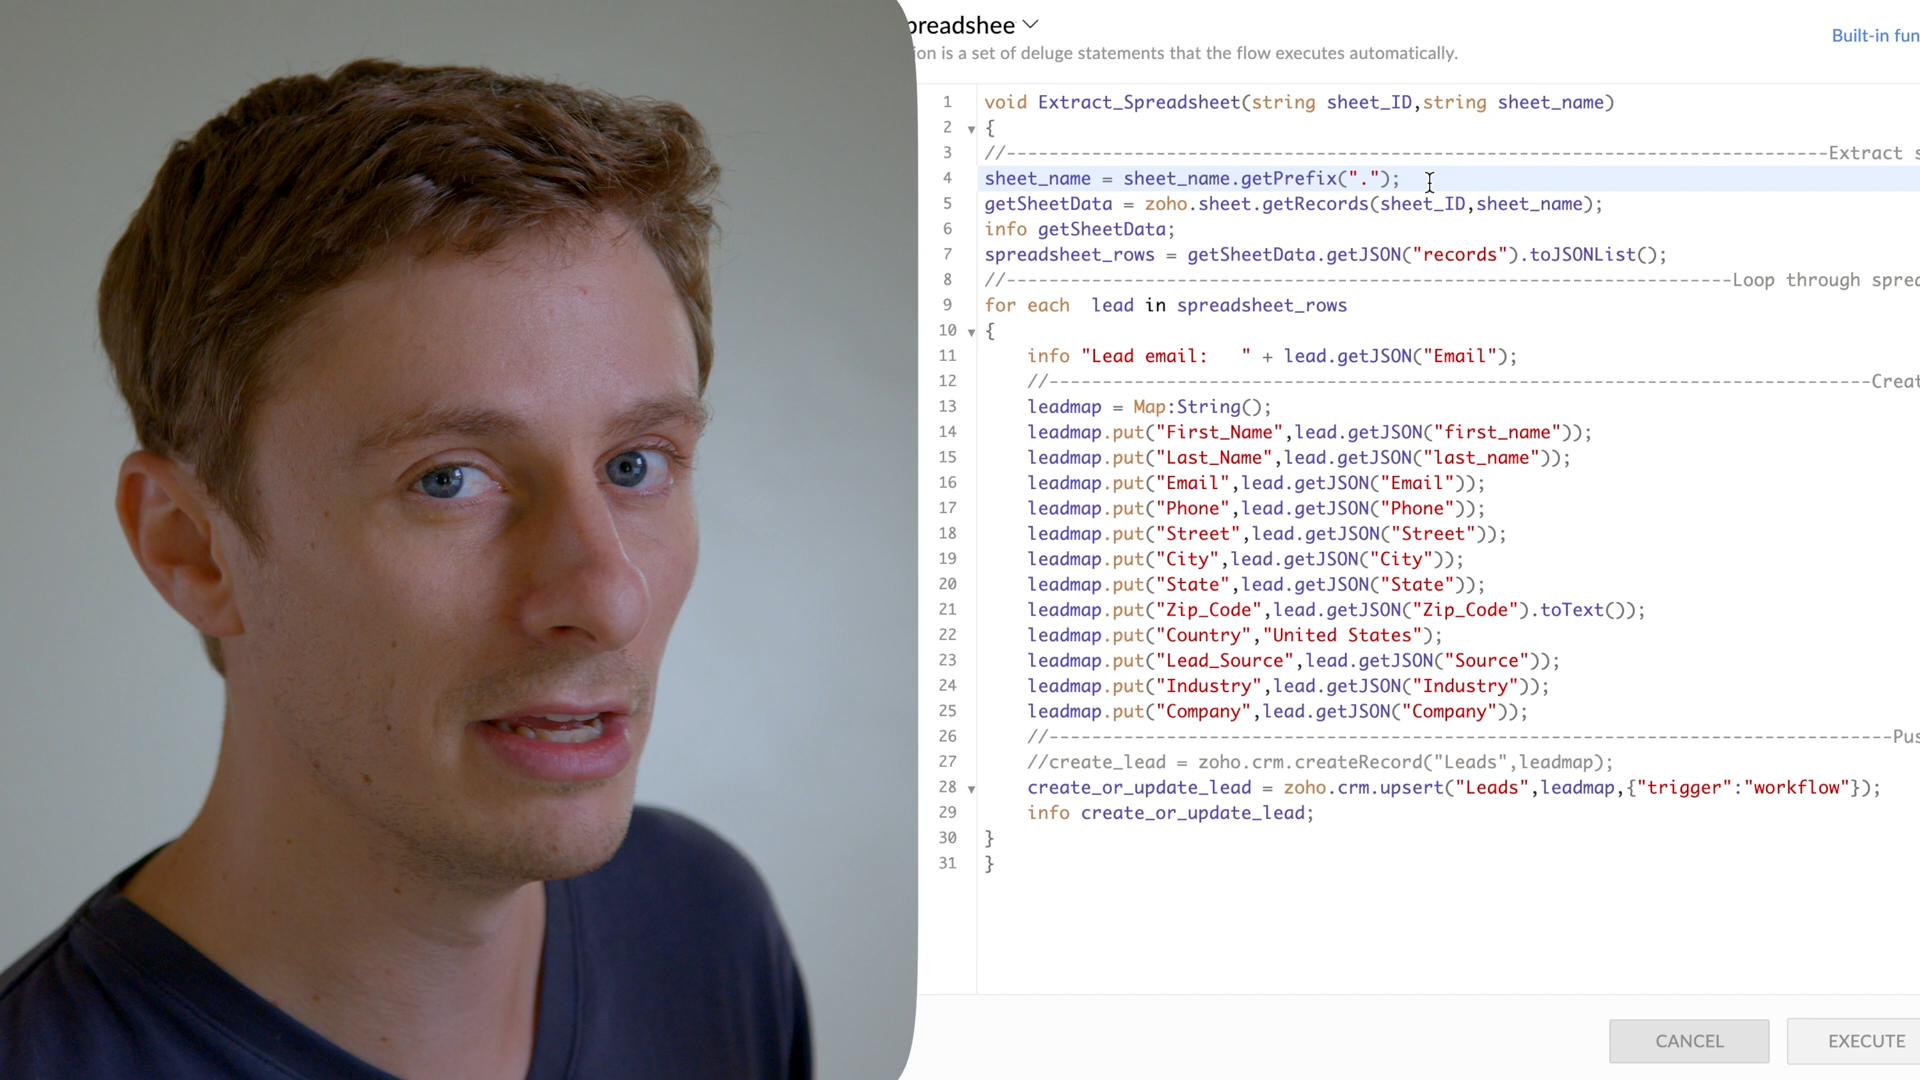 preadshee
ion is a set of deluge statements that the flow executes automatically.
Built-in fun
1 void Extract_Spreadsheet(string sheet_ID,string sheet_name)
2 {
3 //-----------------------------------------------------------------------------Extract s
4 sheet_name = sheet_name.getPrefix(".");
5 getSheetData = zoho.sheet.getRecords(sheet_ID,sheet_name);
6 info getSheetData;
7 spreadsheet_rows = getSheetData.getJSON("records").toJSONList();
8 //--------------------------------------------------------------------Loop through spre
9 for each  lead in spreadsheet_rows
10 {
11     info "Lead email:   " + lead.getJSON("Email");
12     //-----------------------------------------------------------------------------Creat
13     leadmap = Map:String();
14     leadmap.put("First_Name",lead.getJSON("first_name"));
15     leadmap.put("Last_Name",lead.getJSON("last_name"));
16     leadmap.put("Email",lead.getJSON("Email"));
17     leadmap.put("Phone",lead.getJSON("Phone"));
18     leadmap.put("Street",lead.getJSON("Street"));
19     leadmap.put("City",lead.getJSON("City"));
20     leadmap.put("State",lead.getJSON("State"));
21     leadmap.put("Zip_Code",lead.getJSON("Zip_Code").toText());
22     leadmap.put("Country","United States");
23     leadmap.put("Lead_Source",lead.getJSON("Source"));
24     leadmap.put("Industry",lead.getJSON("Industry"));
25     leadmap.put("Company",lead.getJSON("Company"));
26     //-------------------------------------------------------------------------------Pus
27     //create_lead = zoho.crm.createRecord("Leads",leadmap);
28     create_or_update_lead = zoho.crm.upsert("Leads",leadmap,{"trigger":"workflow"});
29     info create_or_update_lead;
30 }
31 }
CANCEL
EXECUTE